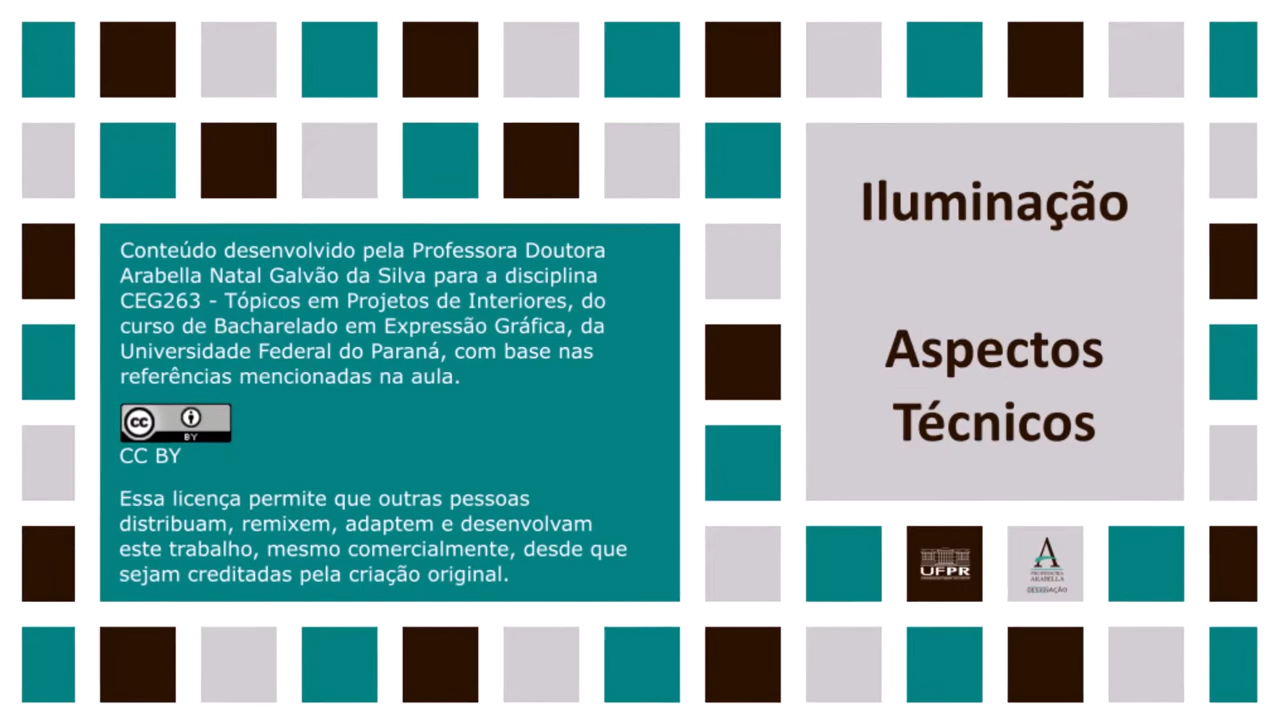 Iluminação
Aspectos
Técnicos
Conteúdo desenvolvido pela Professora Doutora
Arabella Natal Galvão da Silva para a disciplina
CEG263 - Tópicos em Projetos de Interiores, do
curso de Bacharelado em Expressão Gráfica, da
Universidade Federal do Paraná, com base nas
referências mencionadas na aula.
cc
BY
CC BY
Essa licença permite que outras pessoas
distribuam, remixem, adaptem e desenvolvam
este trabalho, mesmo comercialmente, desde que
sejam creditadas pela criação original.
UFPR
A
PROFESSORA
ARABELLA